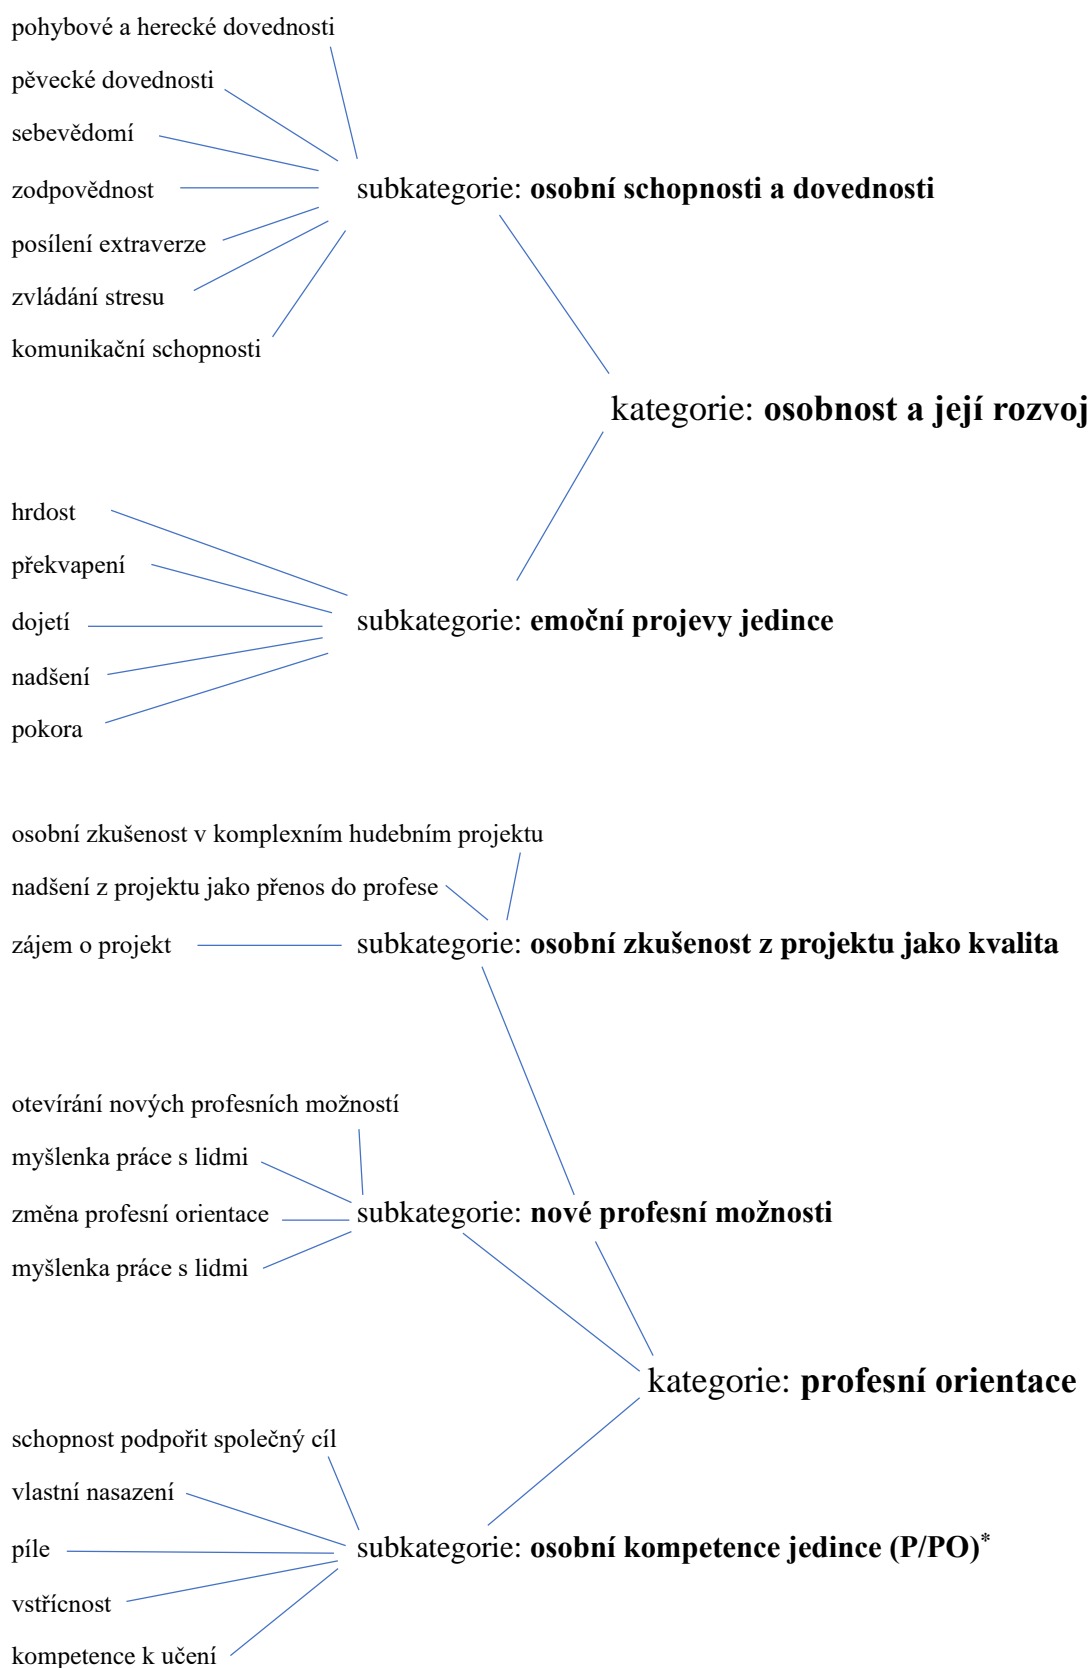 pohybové a herecké dovednosti
pěvecké dovednosti
sebevědomí
zodpovědnost
subkategorie: osobní schopnosti a dovednosti
posílení extraverze
zvládání stresu
komunikační schopnosti
kategorie: osobnost a její rozvoj
hrdost
překvapení
dojetí
subkategorie: emoční projevy jedince
nadšení
pokora
osobní zkušenost v komplexním hudebním projektu
nadšení z projektu jako přenos do profese
zájem o projekt
subkategorie: osobní zkušenost z projektu jako kvalita
otevírání nových profesních možností
myšlenka práce s lidmi
změna profesní orientace
subkategorie: nové profesní možnosti
myšlenka práce s lidmi
kategorie: profesní orientace
schopnost podpořit společný cíl
vlastní nasazení
píle
subkategorie: osobní kompetence jedince (P/PO)*
vstřícnost
kompetence k učení